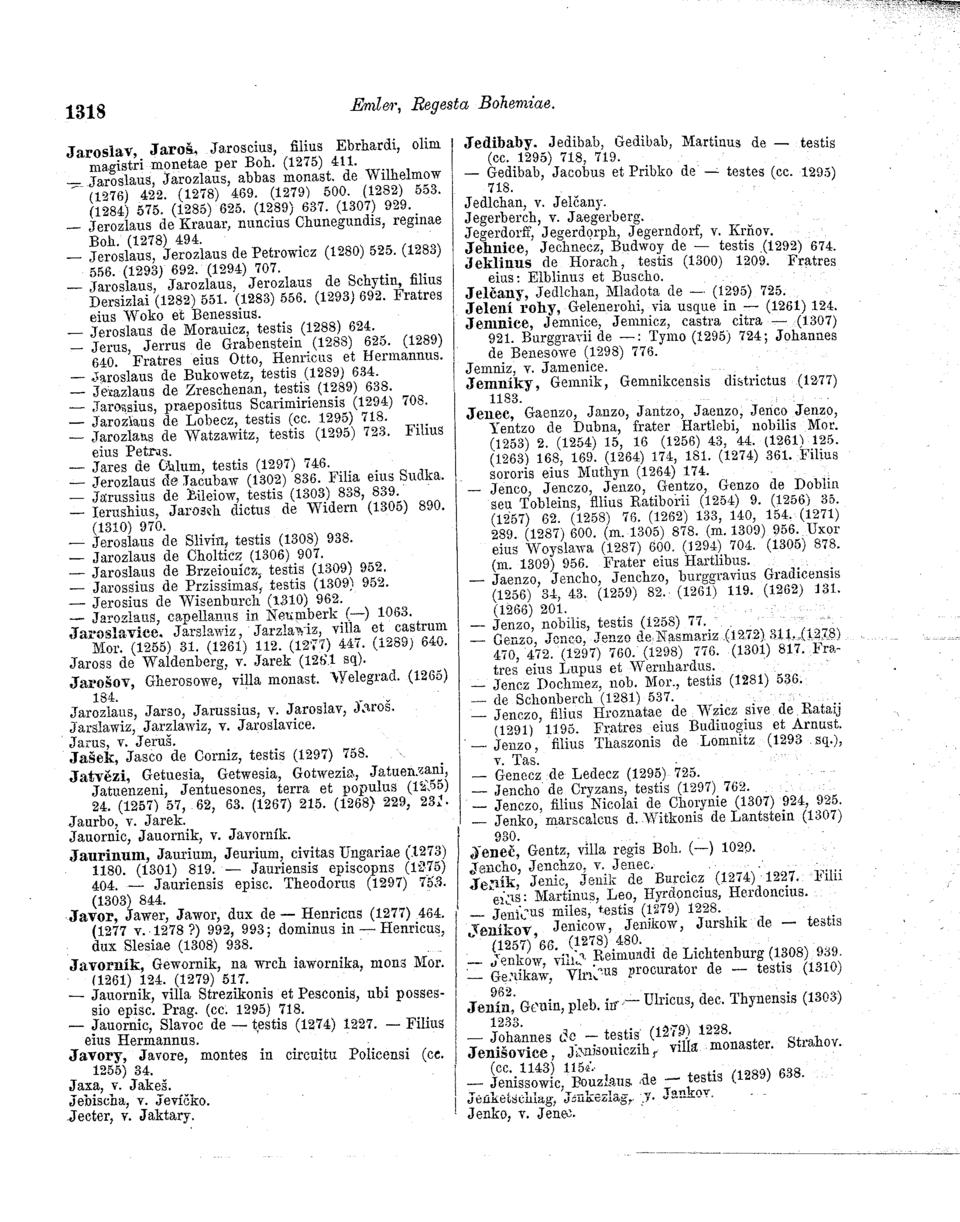 1318
Emler, Regesta Bohemiae.
Jaroslav, Jaroš, Jaroscius, filius Ebrhardi, olim
magistri monetae per Boh. (1275) 411.
— Jaroslaus, Jarozlaus, abbas monast. de Wilhelmow
(1276) 422. (1278) 469. (1279) 500. (1282) 553.
(1284) 575. (1285) 625. (1289) 637. (1307) 929.
— Jerozlaus de Krauar, nuncius Chunegundis, reginae
Boh. (1278) 494.
— Jeroslaus, Jerozlaus de Petrowicz (1280) 525. (1283)
556. (1293) 692. (1294) 707.
— Jaroslaus, Jarozlaus, Jerozlaus de Schytin, filius
Dersizlai (1282) 551. (1283) 556. (1293) 692. Fratres
eius Woko et Benessius.
— Jeroslaus de Morauicz, testis (1288) 624.
— Jerus, Jerrus de Grabenstein (1288) 625. (1289)
640. Fratres eius Otto, Henricus et Hermannus.
— Jaroslaus de Bukowetz, testis (1289) 634.
— Jerazlaus de Zreschenan, testis (1289) 638.
— Jarossius, praepositus Scarimiriensis (1294) 708.
— Jarozlaus de Lobecz, testis (cc. 1295) 718.
— Jarozlaus de Watzawitz, testis (1295) 723. Filius
eius Petrus.
— Jares de Chlum, testis (1297) 746.
— Jerozlaus de Jacubaw (1302) 836. Filia eius Sudka.
— Jarussius de Bileiow, testis (1303) 838, 839.
— Ierushius, Jarosch dictus de Widern (1305) 890.
(1310) 970.
— Jeroslaus de Slivin, testis (1308) 938.
— Jarozlaus de Cholticz (1306) 907.
— Jaroslaus de Brzeiouicz, testis (1309) 952.
— Jarossius de Przissimas, testis (1309) 952.
— Jerosius de Wisenburch (1310) 962.
— Jarozlaus, capellanus in Neumberk (—) 1063.
Jaroslavice. Jarslawiz, Jarzlawiz, villa et castrum
Mor. (1255) 31. (1261) 112. (1277) 447. (1289) 640.
Jaross de Waldenberg, v. Jarek (1261 sq).
Jarošov, Gherosowe, villa monast. Welegrad. (1265)
184.
Jarozlaus, Jarso, Jarussius, v. Jaroslav, Jaroš.
Jarslawiz, Jarzlawiz, v. Jaroslavice.
Jarus, v. Jeruš.
Jašek, Jasco de Corniz, testis (1297) 758.
Jatvězi, Getuesia, Getwesia, Gotwezia, Jatuenzani,
Jatuenzeni, Jentuesones, terra et populus (1255)
24. (1257) 57, 62, 63. (1267) 215. (1268) 229, 231.
Jaurbo, v. Jarek.
Jauornic, Jauornik, v. Javorník.
Jaurinum, Jaurium, Jeurium, civitas Ungariae (1273)
1180. (1301) 819. — Jauriensis episcopns (1275)
404. — Jauriensis episc. Theodorus (1297) 753.
(1303) 844.
Javor, Jawer, Jawor, dux de — Henricus (1277) 464.
(1277 v. 1278 ?) 992, 993; dominus in — Henricus,
dux Slesiae (1308) 938.
Javorník, Gewornik, na wrch iawornika, mons Mor.
(1261) 124. (1279) 517.
— Jauornik, villa Strezikonis et Pesconis, ubi posses-
sio episc. Prag. (cc. 1295) 718.
— Jauornic, Slavoc de — testis (1274) 1227. — Filius
eius Hermannus.
Javory, Javore, montes in circuitu Policensi (cc.
1255) 34.
Jaxa, v. Jakeš.
Jebischa, v. Jevíčko.
Jecter, v. Jaktary.
Jedibaby. Jedibab, Gedibab, Martinus de — testis
(cc. 1295) 718, 719.
— Gedibab, Jacobus et Pribko de — testes (cc. 1295)
718.
Jedlchan, v. Jelčany.
Jegerberch, v. Jaegerberg.
Jegerdorff, Jegerdorph, Jegerndorf, v. Krňov.
Jehnice, Jechnecz, Budwoy de — testis (1292) 674.
Jeklinus de Horach, testis (1300) 1209. Fratres
eius: Elblinus et Buscho.
Jelčany, Jedlchan, Mladota de — (1295) 725.
Jelení rohy, Gelenerohi, via usque in — (1261) 124.
Jemnice, Jemnice, Jemnicz, castra citra — (1307)
921. Burggravii de —: Tymo (1295) 724; Johannes
de Benesowe (1298) 776.
Jemniz, v. Jamenice.
Jemníky, Gemnik, Gemnikcensis districtus (1277)
1183.
Jenec, Gaenzo, Janzo, Jantzo, Jaenzo, Jenco Jenzo,
Yentzo de Dubna, frater Hartlebi, nobilis Mor.
(1253) 2. (1254) 15, 16 (1256) 43, 44. (1261) 125.
(1263) 168, 169. (1264) 174, 181. (1274) 361. Filius
sororis eius Muthyn (1264) 174.
— Jenco, Jenczo, Jenzo, Gentzo, Genzo de Doblin
seu Tobleins, filius Ratiborii (1254) 9. (1256) 35.
(1257) 62. (1258) 76. (1262) 133, 140, 154. (1271)
289. (1287) 600. (m. 1305) 878. (m. 1309) 956. Uxor
eius Woyslawa (1287) 600. (1294) 704. (1305) 878.
(m. 1309) 956. Frater eius Hartlibus.
— Jaenzo, Jencho, Jenchzo, burggravius Gradicensis
(1256) 34, 43. (1259) 82. (1261) 119. (1262) 131.
(1266) 201.
— Jenzo, nobilis, testis (1258) 77.
— Genzo, Jenco, Jenzo de Nasmariz (1272) 311. (1278)
470, 472. (1297) 760. (1298) 776. (1301) 817. Fra-
tres eius Lupus et Wernhardus.
— Jencz Dochmez, nob. Mor., testis (1281) 536.
— de Schonberch (1281) 537.
— Jenczo, filius Hroznatae de Wzicz sive de Rataij
(1291) 1195. Fratres eius Budiuogius et Arnust.
— Jenzo, filius Thaszonis de Lomnitz (1293 sq.),
v. Tas.
— Genecz de Ledecz (1295) 725.
— Jencho de Cryzans, testis (1297) 762.
— Jenczo, filius Nicolai de Chorynie (1307) 924, 925.
— Jenko, marscalcus d. Witkonis de Lantstein (1307)
930.
Jeneč, Gentz, villa regis Boh. (—) 1029.
Jencho, Jenchzo, v. Jenec.
Jeník, Jenic, Jenik de Burcicz (1274) 1227. Filii
eius: Martinus, Leo, Hyrdoncius, Herdoncius.
— Jenicus miles, testis (1279) 1228.
Jeníkov, Jenicow, Jenikow, Jurshik de — testis
(1257) 66. (1278) 480.
— Jenkow, villa Reimundi de Lichtenburg (1308) 939.
— Genikaw, Vlricus procurator de — testis (1310)
962.
Jenín, Geuin, pleb. in — Ulricus, dec. Thynensis (1303)
1233.
— Johannes de — testis (1279) 1228.
Jenišovice, Jenisouiczih, villa monaster. Strahov.
(cc. 1143)
— Jenissowic, Pouzlaus de — testis (1289) 638.
Jenketschlag, Jenkezlag, v. Jankov.
Jenko, v. Jenec.